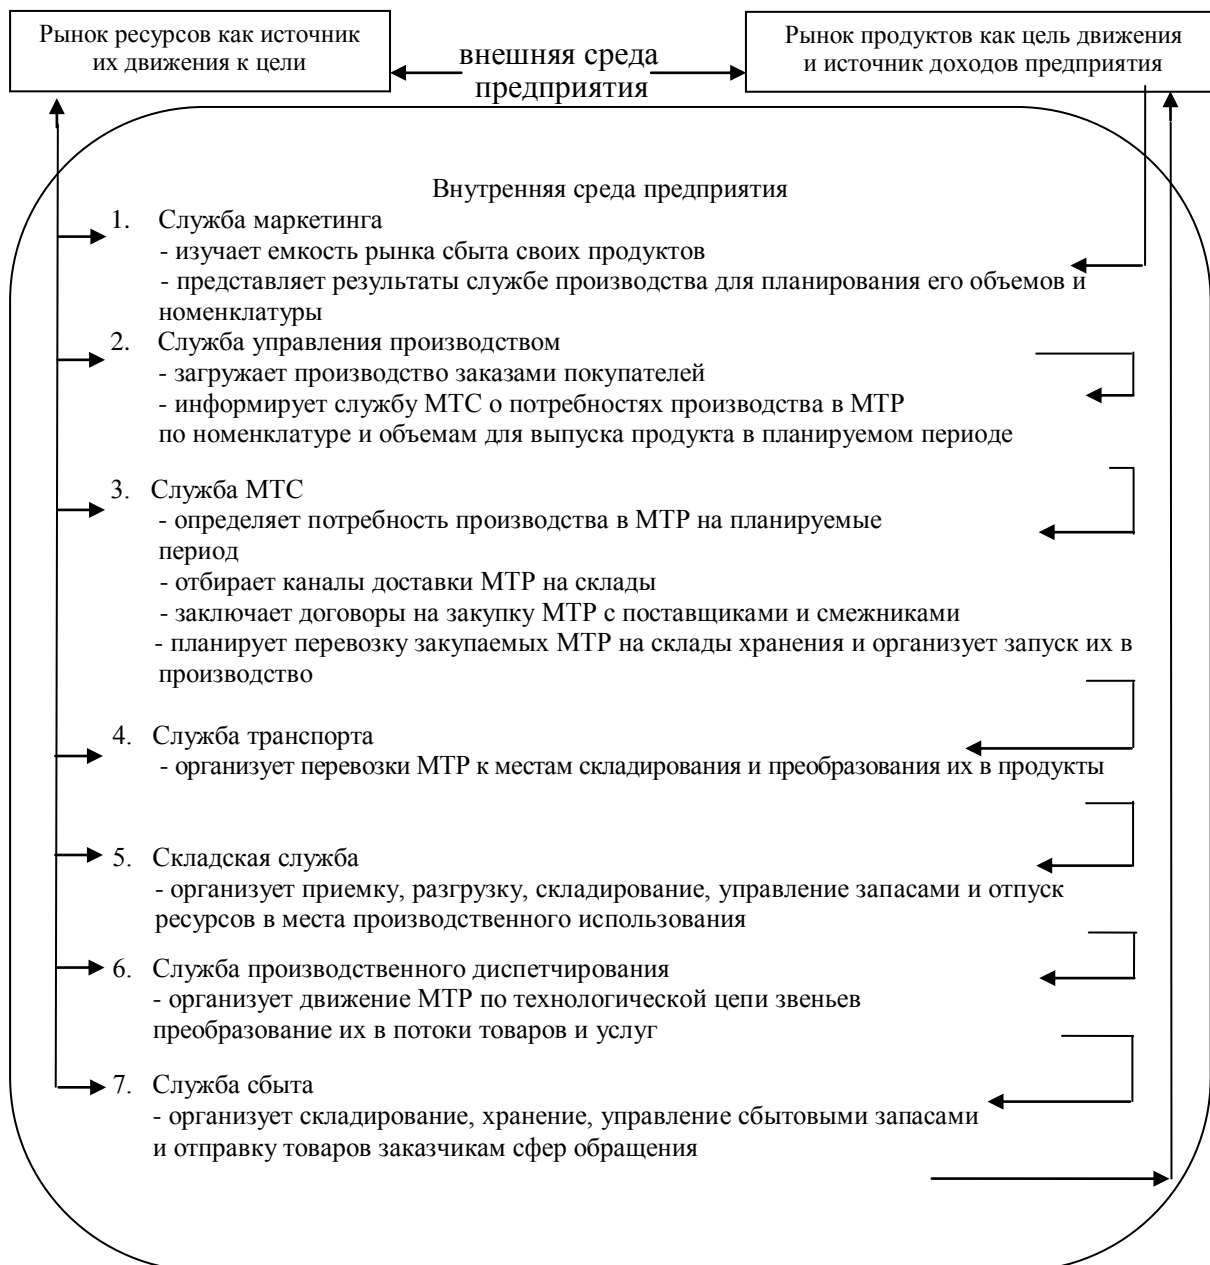 Рынок ресурсов как источник
их движения к цели
внешняя среда
предприятия
Рынок продуктов как цель движения
и источник доходов предприятия
Внутренняя среда предприятия
1. Служба маркетинга
- изучает емкость рынка сбыта своих продуктов
- представляет результаты службе производства для планирования его объемов и
номенклатуры
2. Служба управления производством
- загружает производство заказами покупателей
- информирует службу МТС о потребностях производства в МТР
по номенклатуре и объемам для выпуска продукта в планируемом периоде
3. Служба МТС
- определяет потребность производства в МТР на планируемые
период
- отбирает каналы доставки МТР на склады
- заключает договоры на закупку МТР с поставщиками и смежниками
- планирует перевозку закупаемых МТР на склады хранения и организует запуск их в
производство
4. Служба транспорта
- организует перевозки МТР к местам складирования и преобразования их в продукты
5. Складская служба
- организует приемку, разгрузку, складирование, управление запасами и отпуск
ресурсов в места производственного использования
6. Служба производственного диспетчирования
- организует движение МТР по технологической цепи звеньев
преобразование их в потоки товаров и услуг
7. Служба сбыта
- организует складирование, хранение, управление сбытовыми запасами
и отправку товаров заказчикам сфер обращения